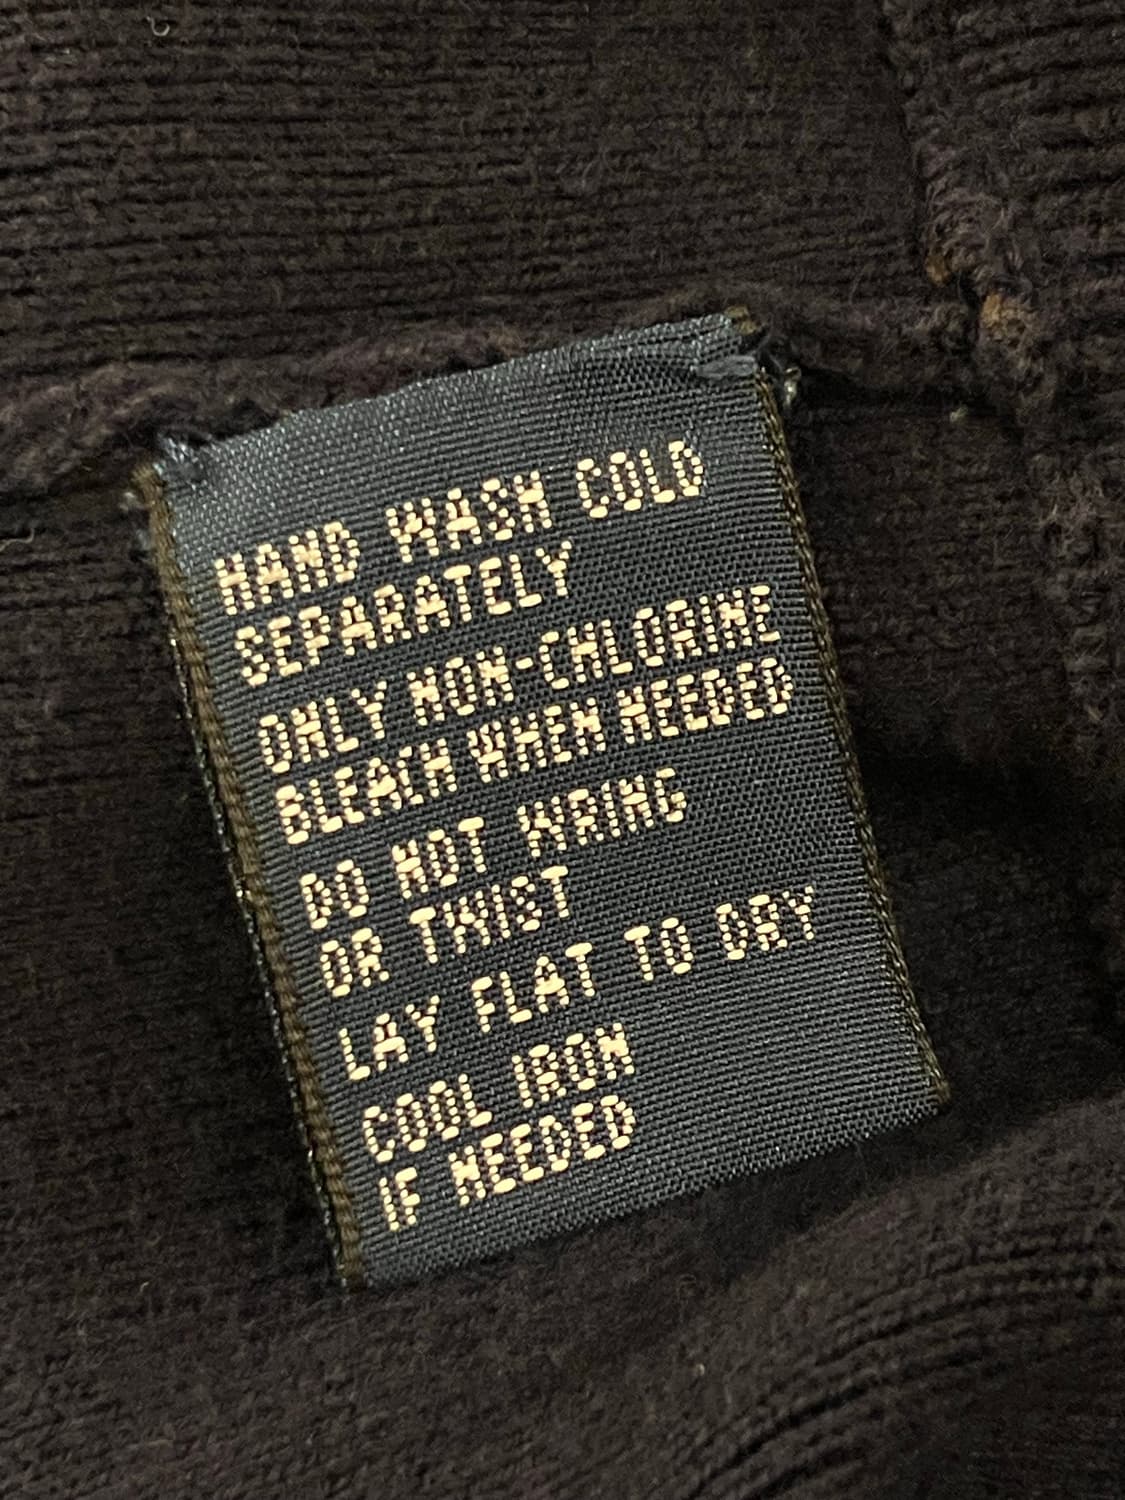 HAND WASH COLD
SEPARATELY
ONLY NON-CHLORINE
BLEACH WHEN NEEDED
DO NOT WRING
OR TWIST
LAY FLAT TO DRY
COOL IRON
IF NEEDED